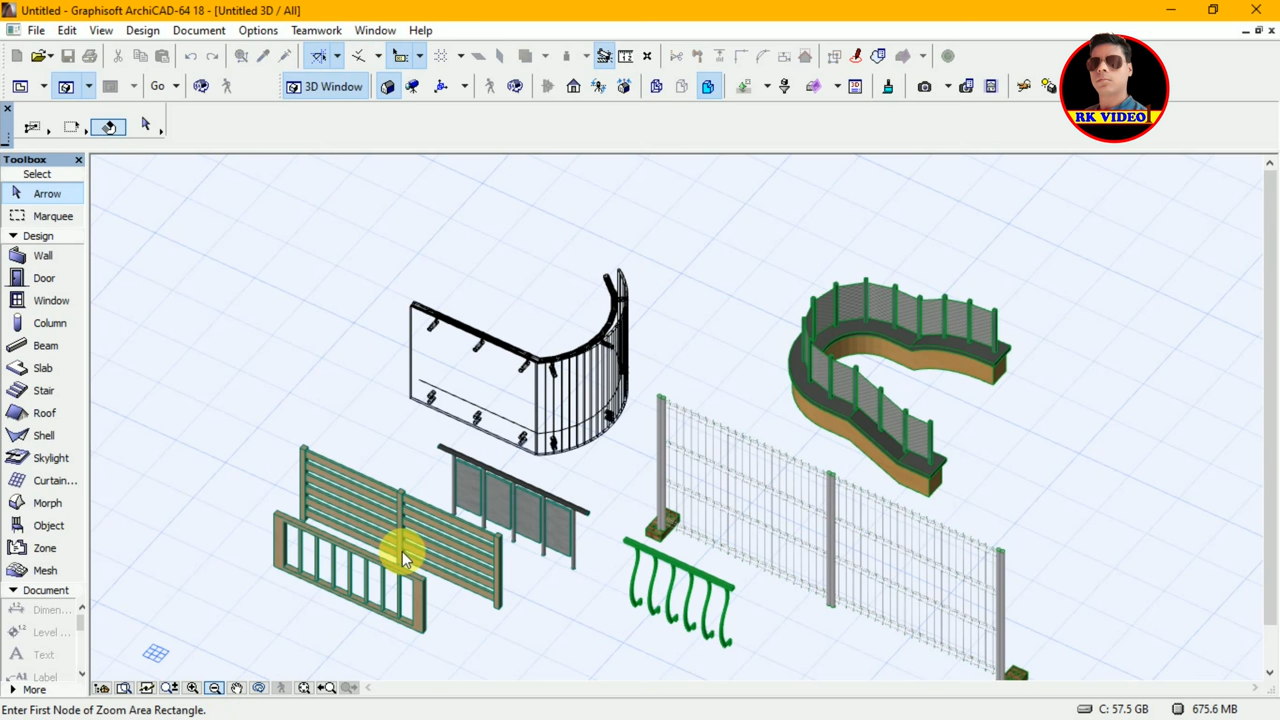 Untitled - Graphisoft ArchiCAD-64 18 - [Untitled 3D / All]
File Edit View Design Document Options Teamwork Window Help
Go
3D Window
RK VIDEO
Toolbox
Select
Arrow
Marquee
Design
Wall
Door
Window
Column
Beam
Slab
Stair
Roof
Shell
Skylight
Curtain...
Morph
Object
Zone
Mesh
Document
Dimen...
Level ...
Text
Label
More
Enter First Node of Zoom Area Rectangle.
C: 57.5 GB 675.6 MB